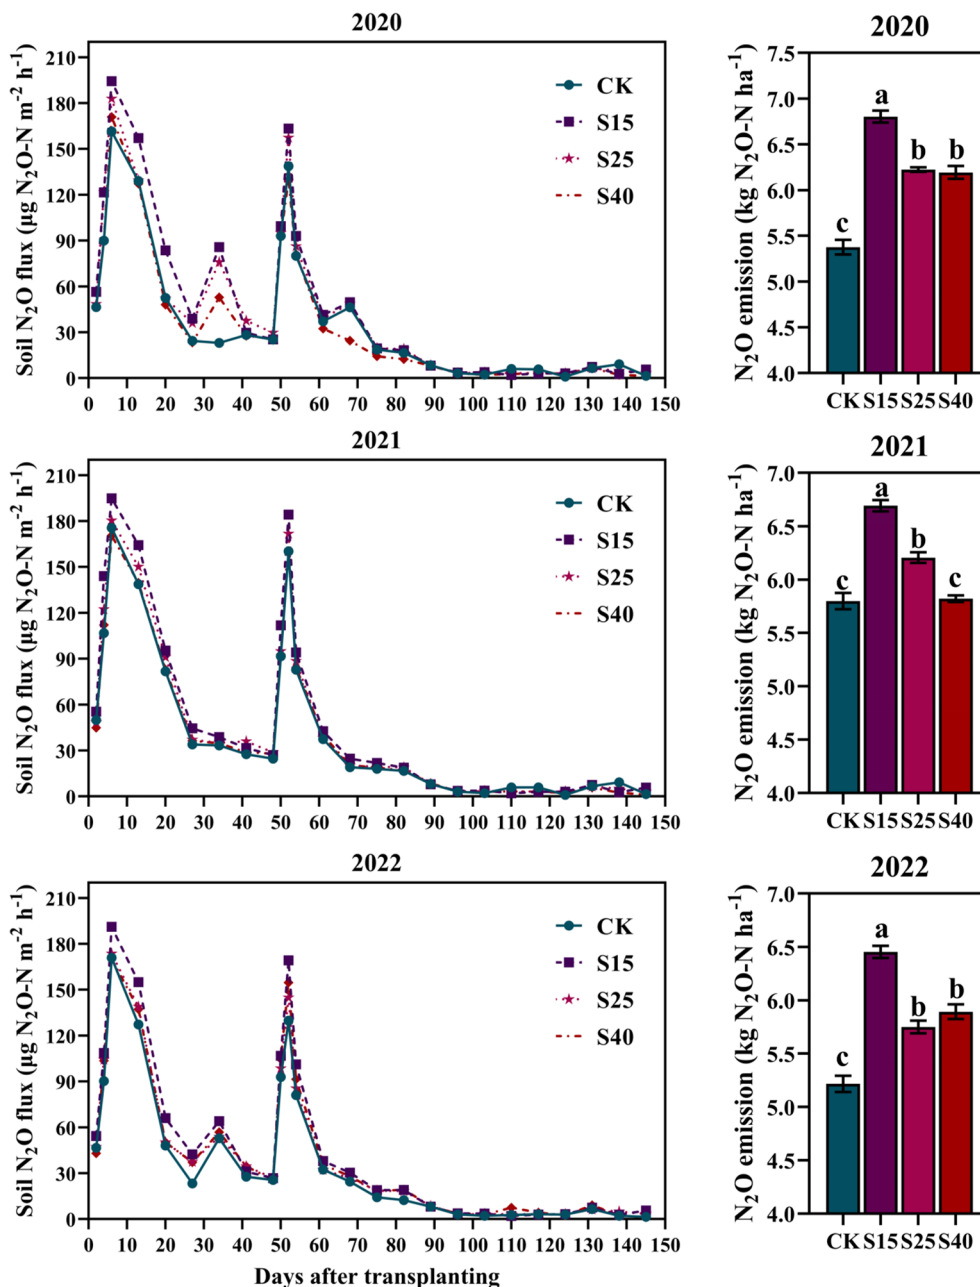 2020
Soil N₂O flux (μg N₂O-N m⁻² h⁻¹)
210
180
150
120
90
60
30
0
0 10 20 30 40 50 60 70 80 90 100 110 120 130 140 150
CK
S15
S25
S40
2020
N₂O emission (kg N₂O-N ha⁻¹)
7.5
7.0
6.5
6.0
5.5
5.0
4.5
4.0
c a b b
CK S15 S25 S40
2021
Soil N₂O flux (μg N₂O-N m⁻² h⁻¹)
210
180
150
120
90
60
30
0
0 10 20 30 40 50 60 70 80 90 100 110 120 130 140 150
CK
S15
S25
S40
2021
N₂O emission (kg N₂O-N ha⁻¹)
7.0
6.5
6.0
5.5
5.0
4.5
4.0
c a b c
CK S15 S25 S40
2022
Soil N₂O flux (μg N₂O-N m⁻² h⁻¹)
210
180
150
120
90
60
30
0
0 10 20 30 40 50 60 70 80 90 100 110 120 130 140 150
CK
S15
S25
S40
Days after transplanting
2022
N₂O emission (kg N₂O-N ha⁻¹)
7.0
6.5
6.0
5.5
5.0
4.5
4.0
c a b b
CK S15 S25 S40